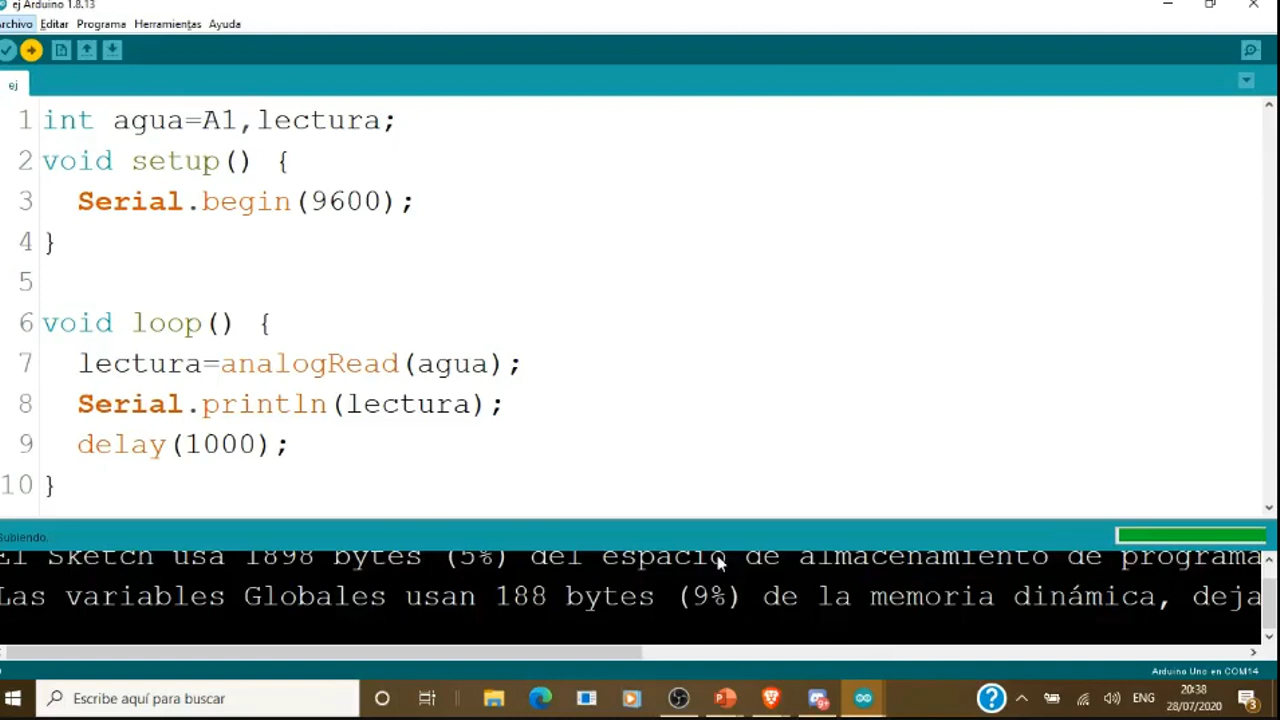 ej Arduino 1.8.13
Archivo Editar Programa Herramientas Ayuda
ej
1 int agua=A1,lectura;
2 void setup() {
3 Serial.begin(9600);
4 }
5
6 void loop() {
7 lectura=analogRead(agua);
8 Serial.println(lectura);
9 delay(1000);
10 }
Subiendo.
El Sketch usa 1898 bytes (5%) del espacio de almacenamiento de programa
Las variables Globales usan 188 bytes (9%) de la memoria dinámica, deja
Arduino Uno en COM14
Escribe aquí para buscar
ENG
20:38
28/07/2020
3